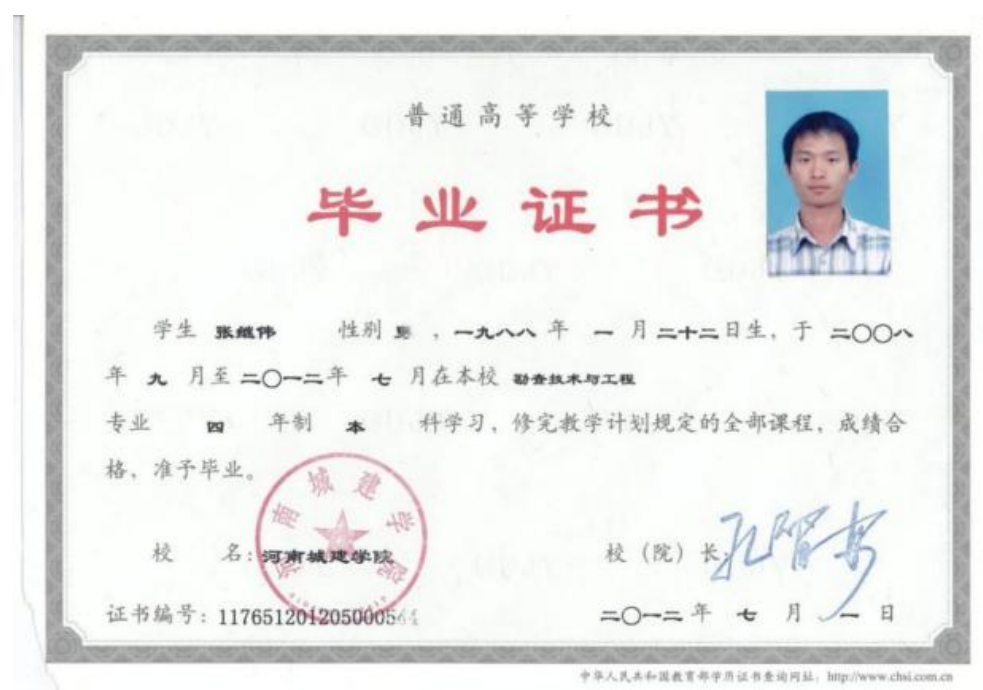 普通高等学校
毕业证书
学生 张继伟 性别 男 ，一九八八 年 一 月二十二日生，于 二〇〇八
年 九 月至 二〇一二年 七 月在本校 勘查技术与工程
专业 四 年制 本 科学习，修完教学计划规定的全部课程，成绩合
格，准予毕业。
河南城建学院
校 名：河南城建学院 校（院）长：
证书编号：117651201205000544 二〇一二年 七 月 一 日
中华人民共和国教育部学历证书查询网址：http://www.chsi.com.cn